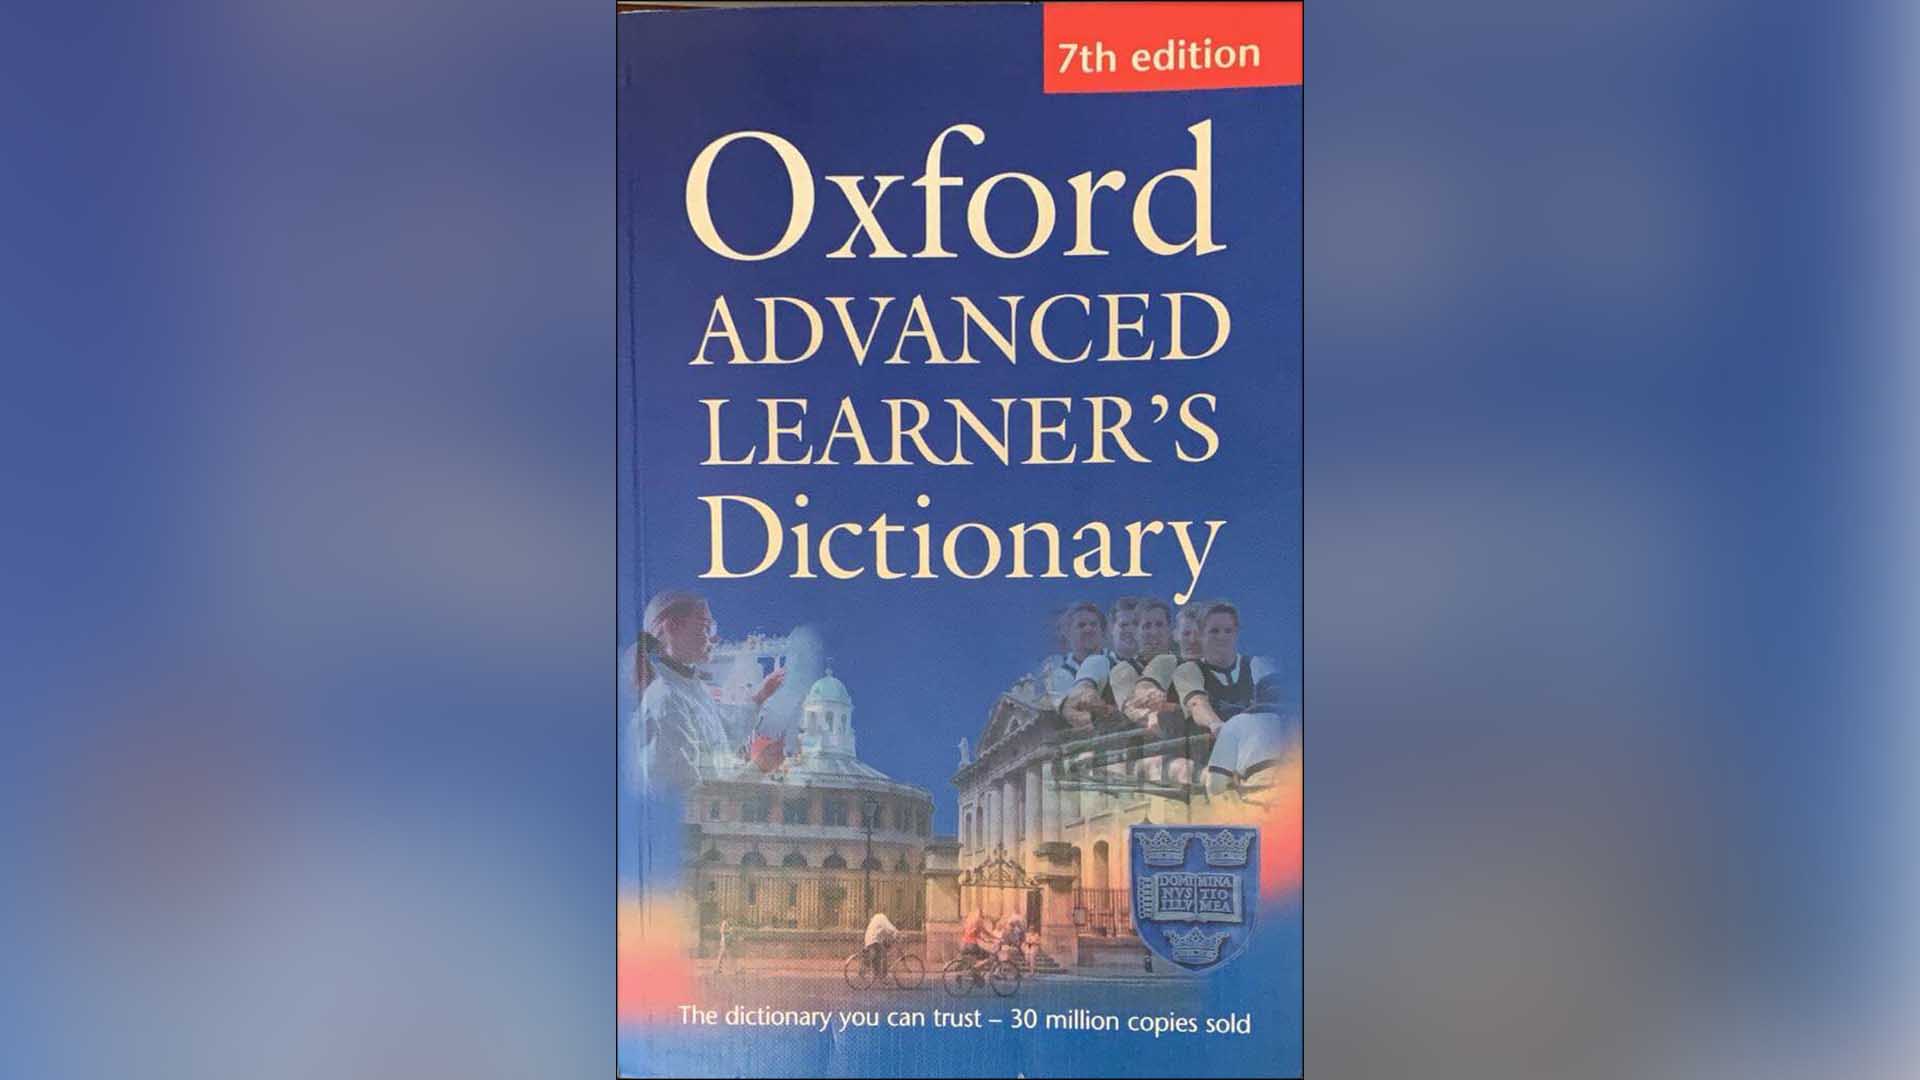 7th edition
Oxford
ADVANCED
LEARNER'S
Dictionary
DOMI MINA
NVS TIO
ILLV MEA
The dictionary you can trust – 30 million copies sold